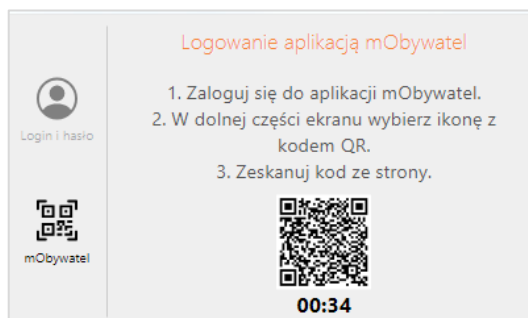 Logowanie aplikacją mObywatel
Login i hasło
mObywatel
1. Zaloguj się do aplikacji mObywatel.
2. W dolnej części ekranu wybierz ikonę z
kodem QR.
3. Zeskanuj kod ze strony.
00:34